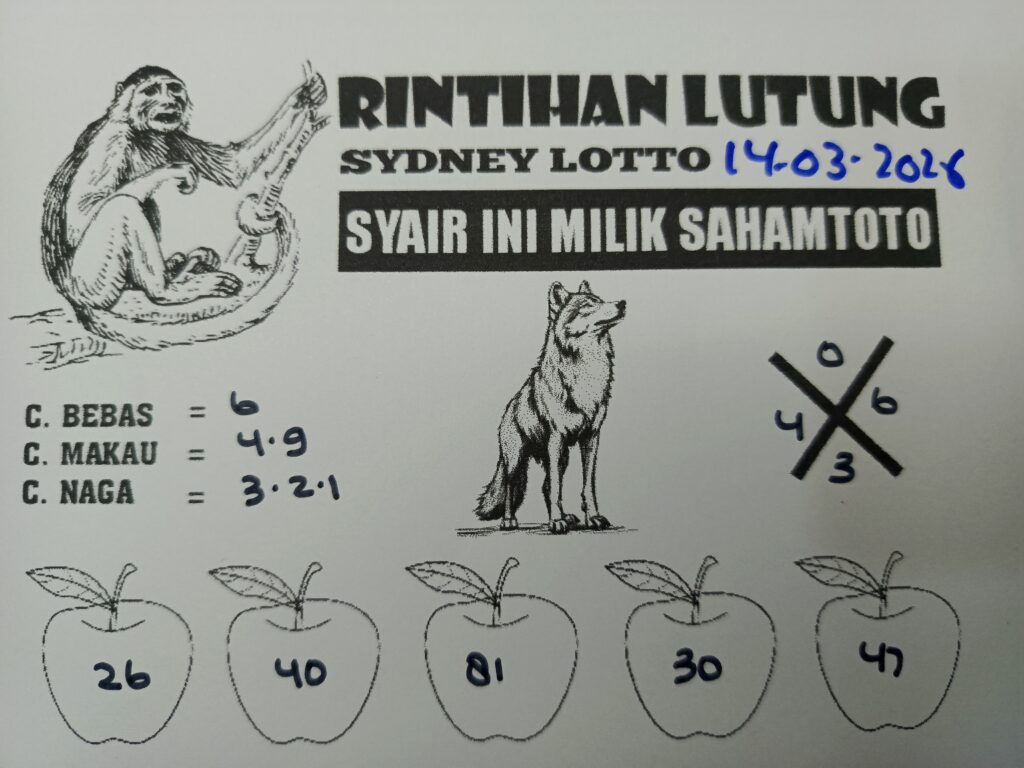 RINTIHAN LUTUNG
SYDNEY LOTTO 14-03-2026
SYAIR INI MILIK SAHAMTOTO
C. BEBAS = 6
C. MAKAU = 4.9
C. NAGA = 3.2.1
0
4 6
3
26 40 81 30 47